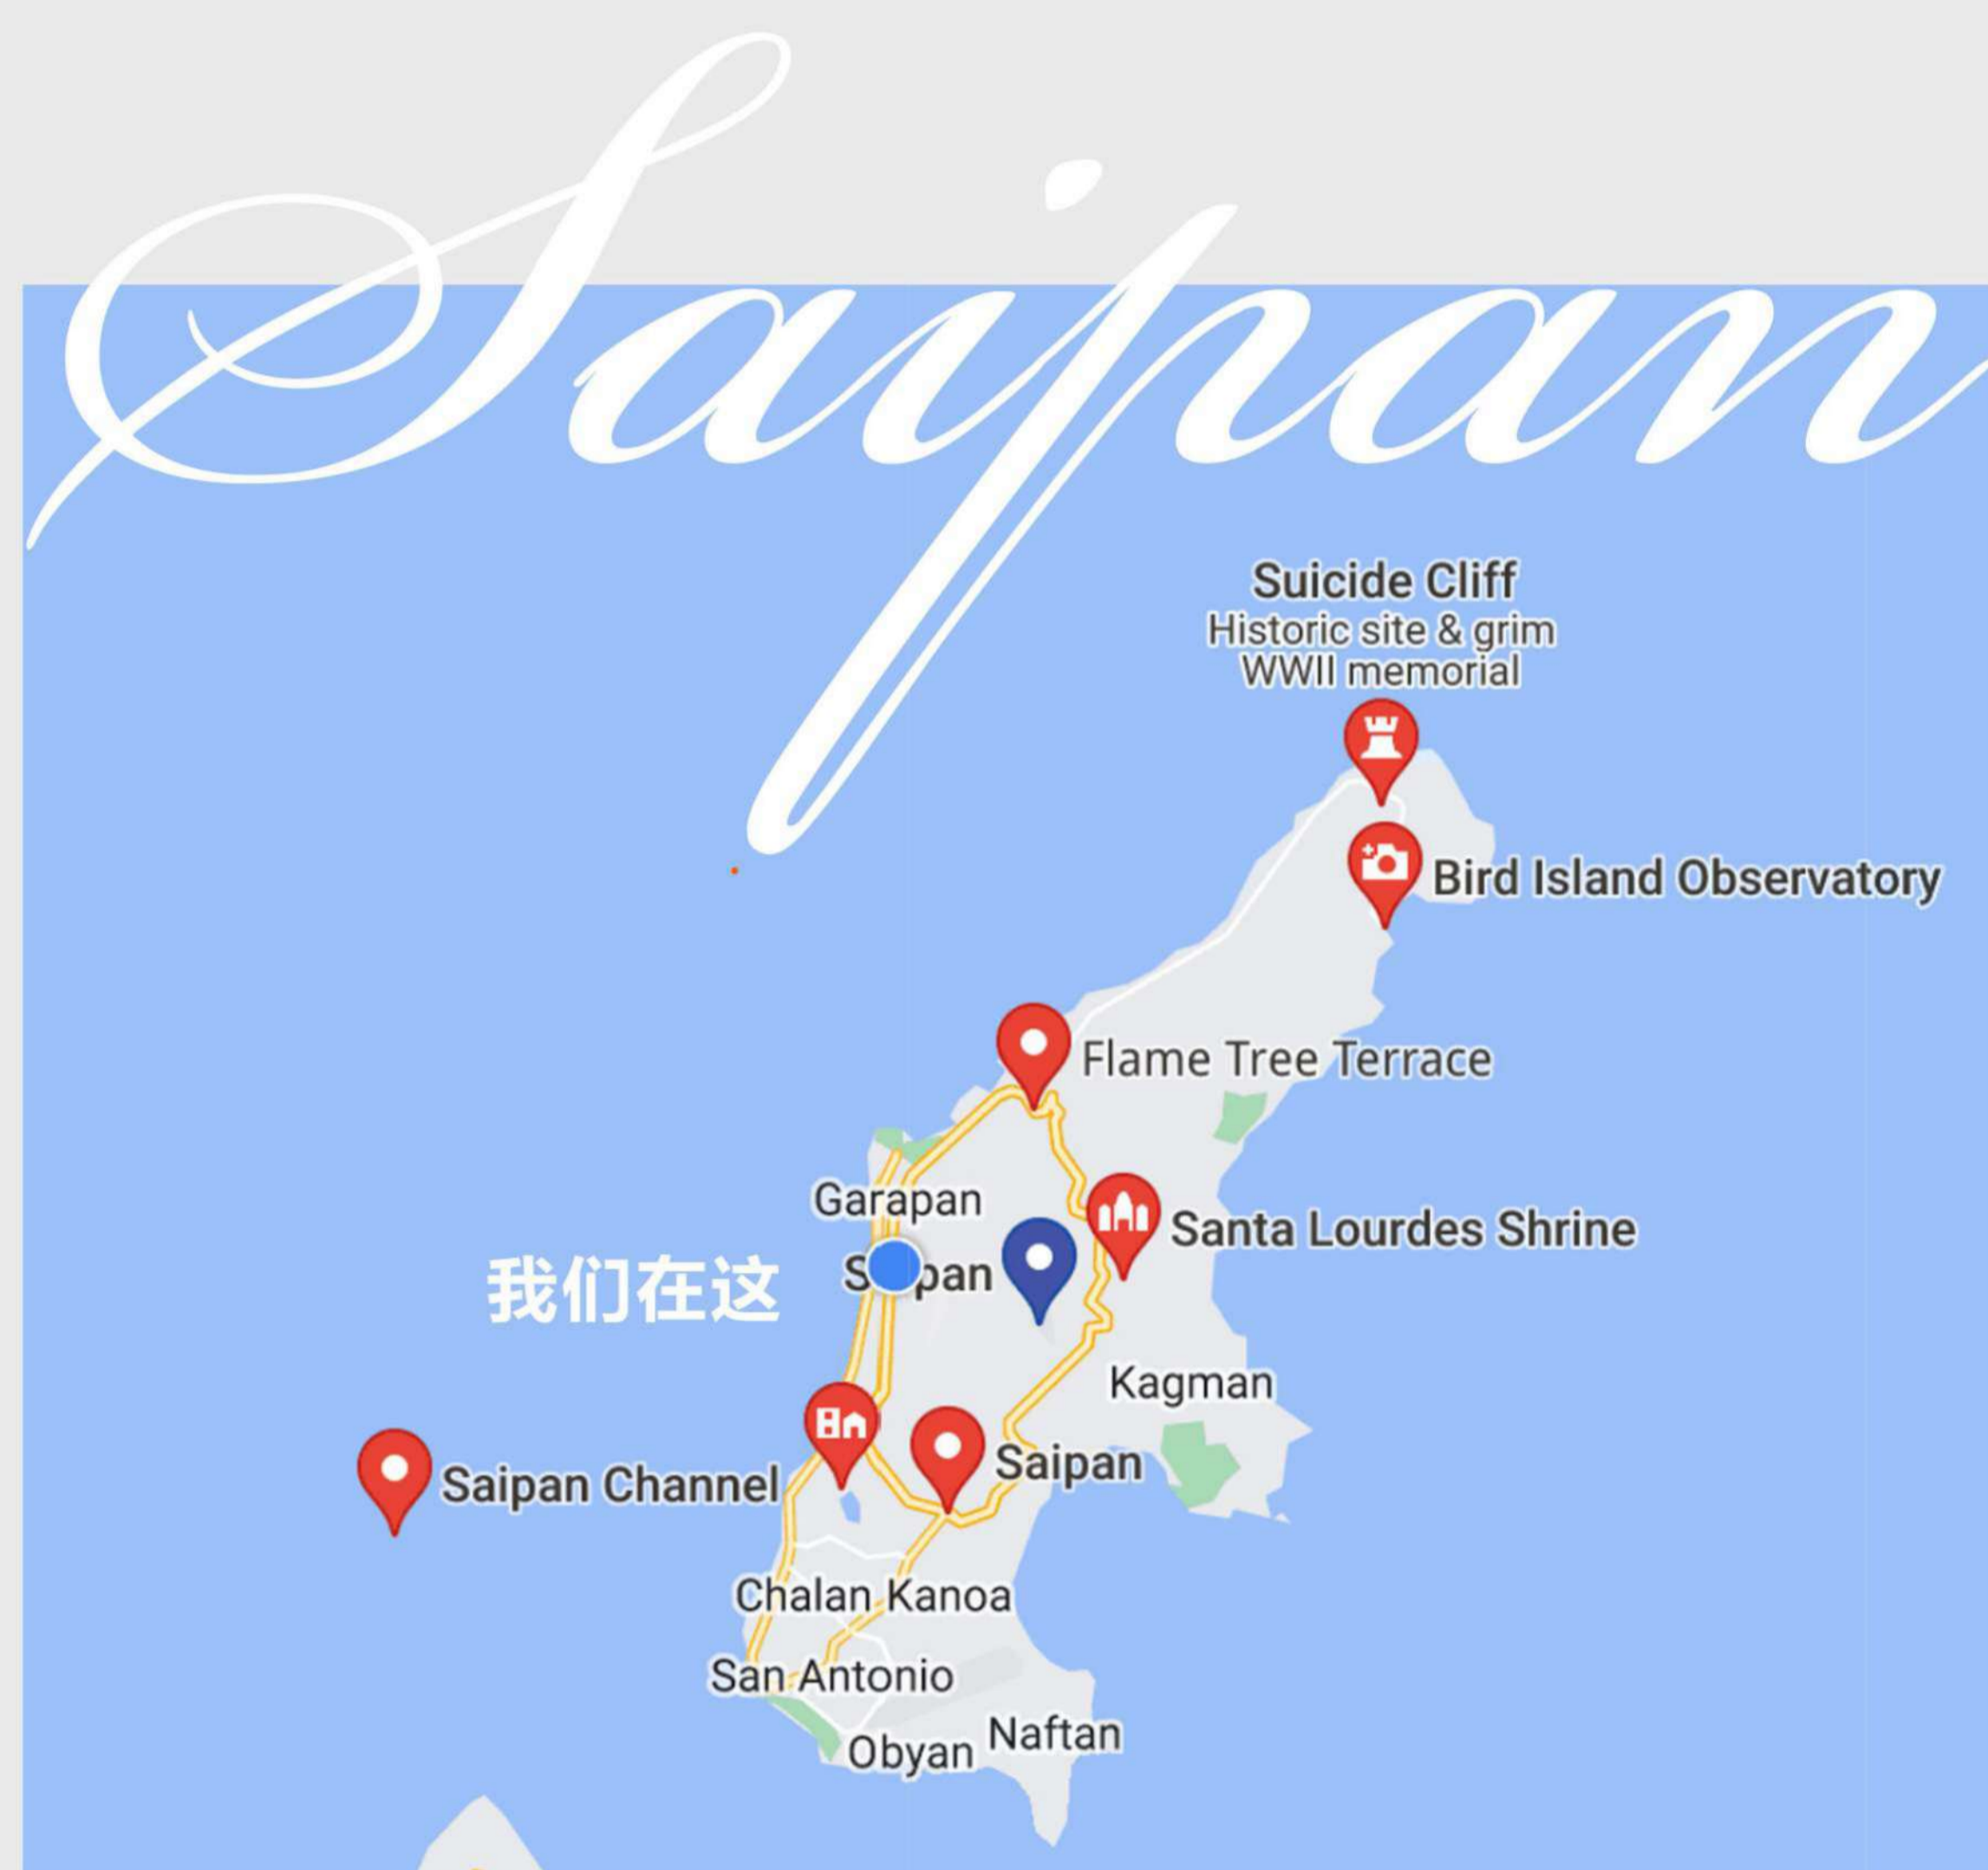 Saipan
Suicide Cliff
Historic site & grim
WWII memorial
Bird Island Observatory
Flame Tree Terrace
Garapan
Santa Lourdes Shrine
我们在这
Kagman
Saipan
Saipan Channel
Chalan Kanoa
San Antonio
Naftan
Obyan